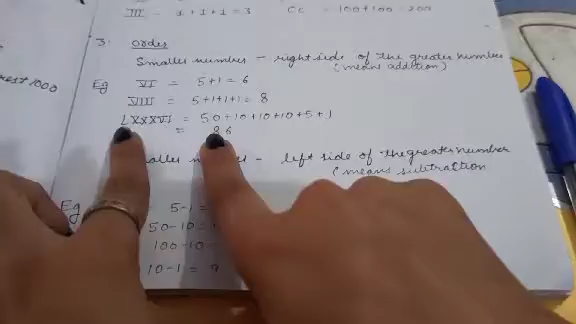 III - 1+1+1 = 3 CC = 100+100 = 200
3. Order
Smaller number - right side of the greater number
(means addition)
rest 1000
Eg VI = 5+1 = 6
VIII = 5+1+1+1 = 8
LXXXVI = 50+10+10+10+5+1
= 86
left side of the greater number
(means subtraction
Eg 5-1 =
50-10 =
100-10
10-1 = 9